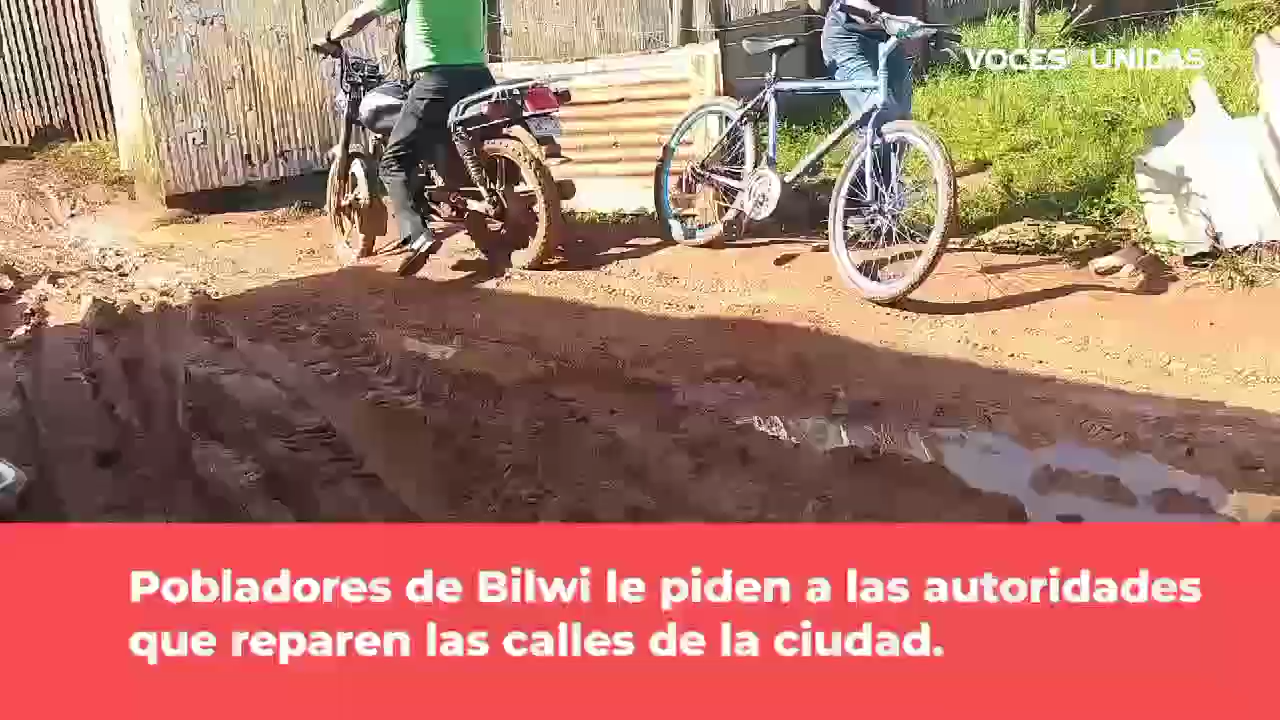 VOCES UNIDAS
Pobladores de Bilwi le piden a las autoridades
que reparen las calles de la ciudad.